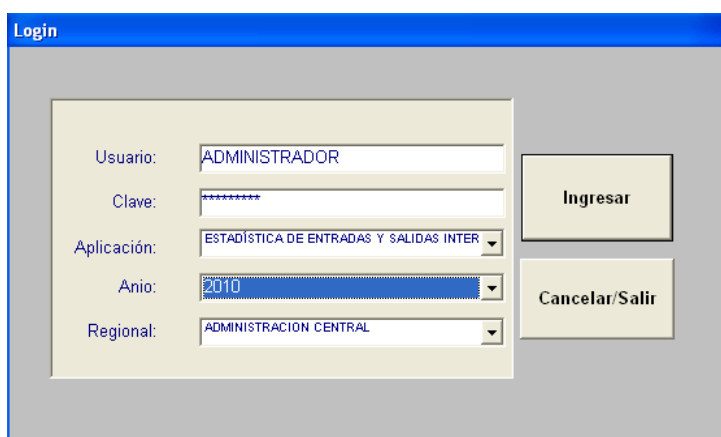 Login
Usuario: ADMINISTRADOR
Clave: *********
Aplicación: ESTADÍSTICA DE ENTRADAS Y SALIDAS INTER
Anio: 2010
Regional: ADMINISTRACION CENTRAL
Ingresar
Cancelar/Salir